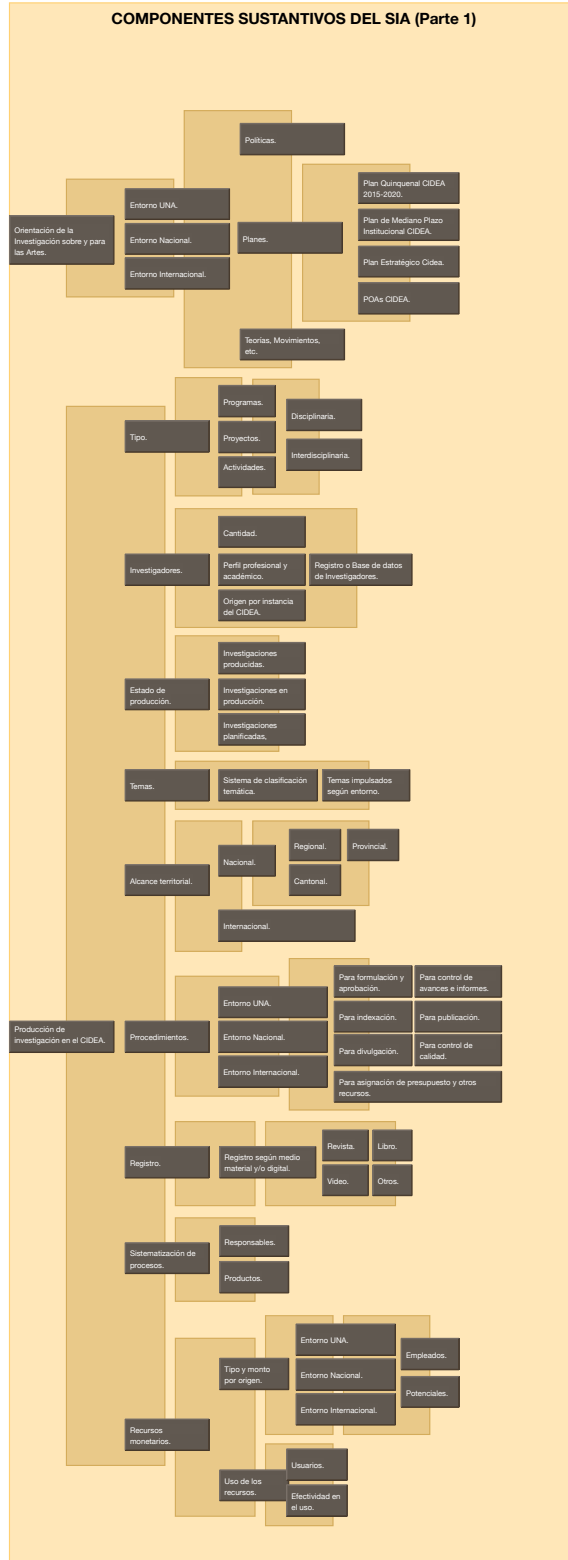 COMPONENTES SUSTANTIVOS DEL SIA (Parte 1)
Orientación de la
Investigación sobre y para
las Artes.
Entorno UNA.
Entorno Nacional.
Entorno Internacional.
Políticas.
Planes.
Teorías, Movimientos,
etc.
Plan Quinquenal CIDEA
2015-2020.
Plan de Mediano Plazo
Institucional CIDEA.
Plan Estratégico Cidea.
POAs CIDEA.
Producción de
investigación en el CIDEA.
Tipo.
Programas.
Proyectos.
Actividades.
Disciplinaria.
Interdisciplinaria.
Investigadores.
Cantidad.
Perfil profesional y
académico.
Origen por instancia
del CIDEA.
Registro o Base de datos
de Investigadores.
Estado de
producción.
Investigaciones
producidas.
Investigaciones en
producción.
Investigaciones
planificadas,
Temas.
Sistema de clasificación
temática.
Temas impulsados
según entorno.
Alcance territorial.
Nacional.
Regional.
Provincial.
Cantonal.
Internacional.
Procedimientos.
Entorno UNA.
Entorno Nacional.
Entorno Internacional.
Para formulación y
aprobación.
Para control de
avances e informes.
Para indexación.
Para publicación.
Para divulgación.
Para control de
calidad.
Para asignación de presupuesto y otros
recursos.
Registro.
Registro según medio
material y/o digital.
Revista.
Libro.
Video.
Otros.
Sistematización de
procesos.
Responsables.
Productos.
Recursos
monetarios.
Tipo y monto
por origen.
Entorno UNA.
Entorno Nacional.
Entorno Internacional.
Empleados.
Potenciales.
Uso de los
recursos.
Usuarios.
Efectividad en
el uso.